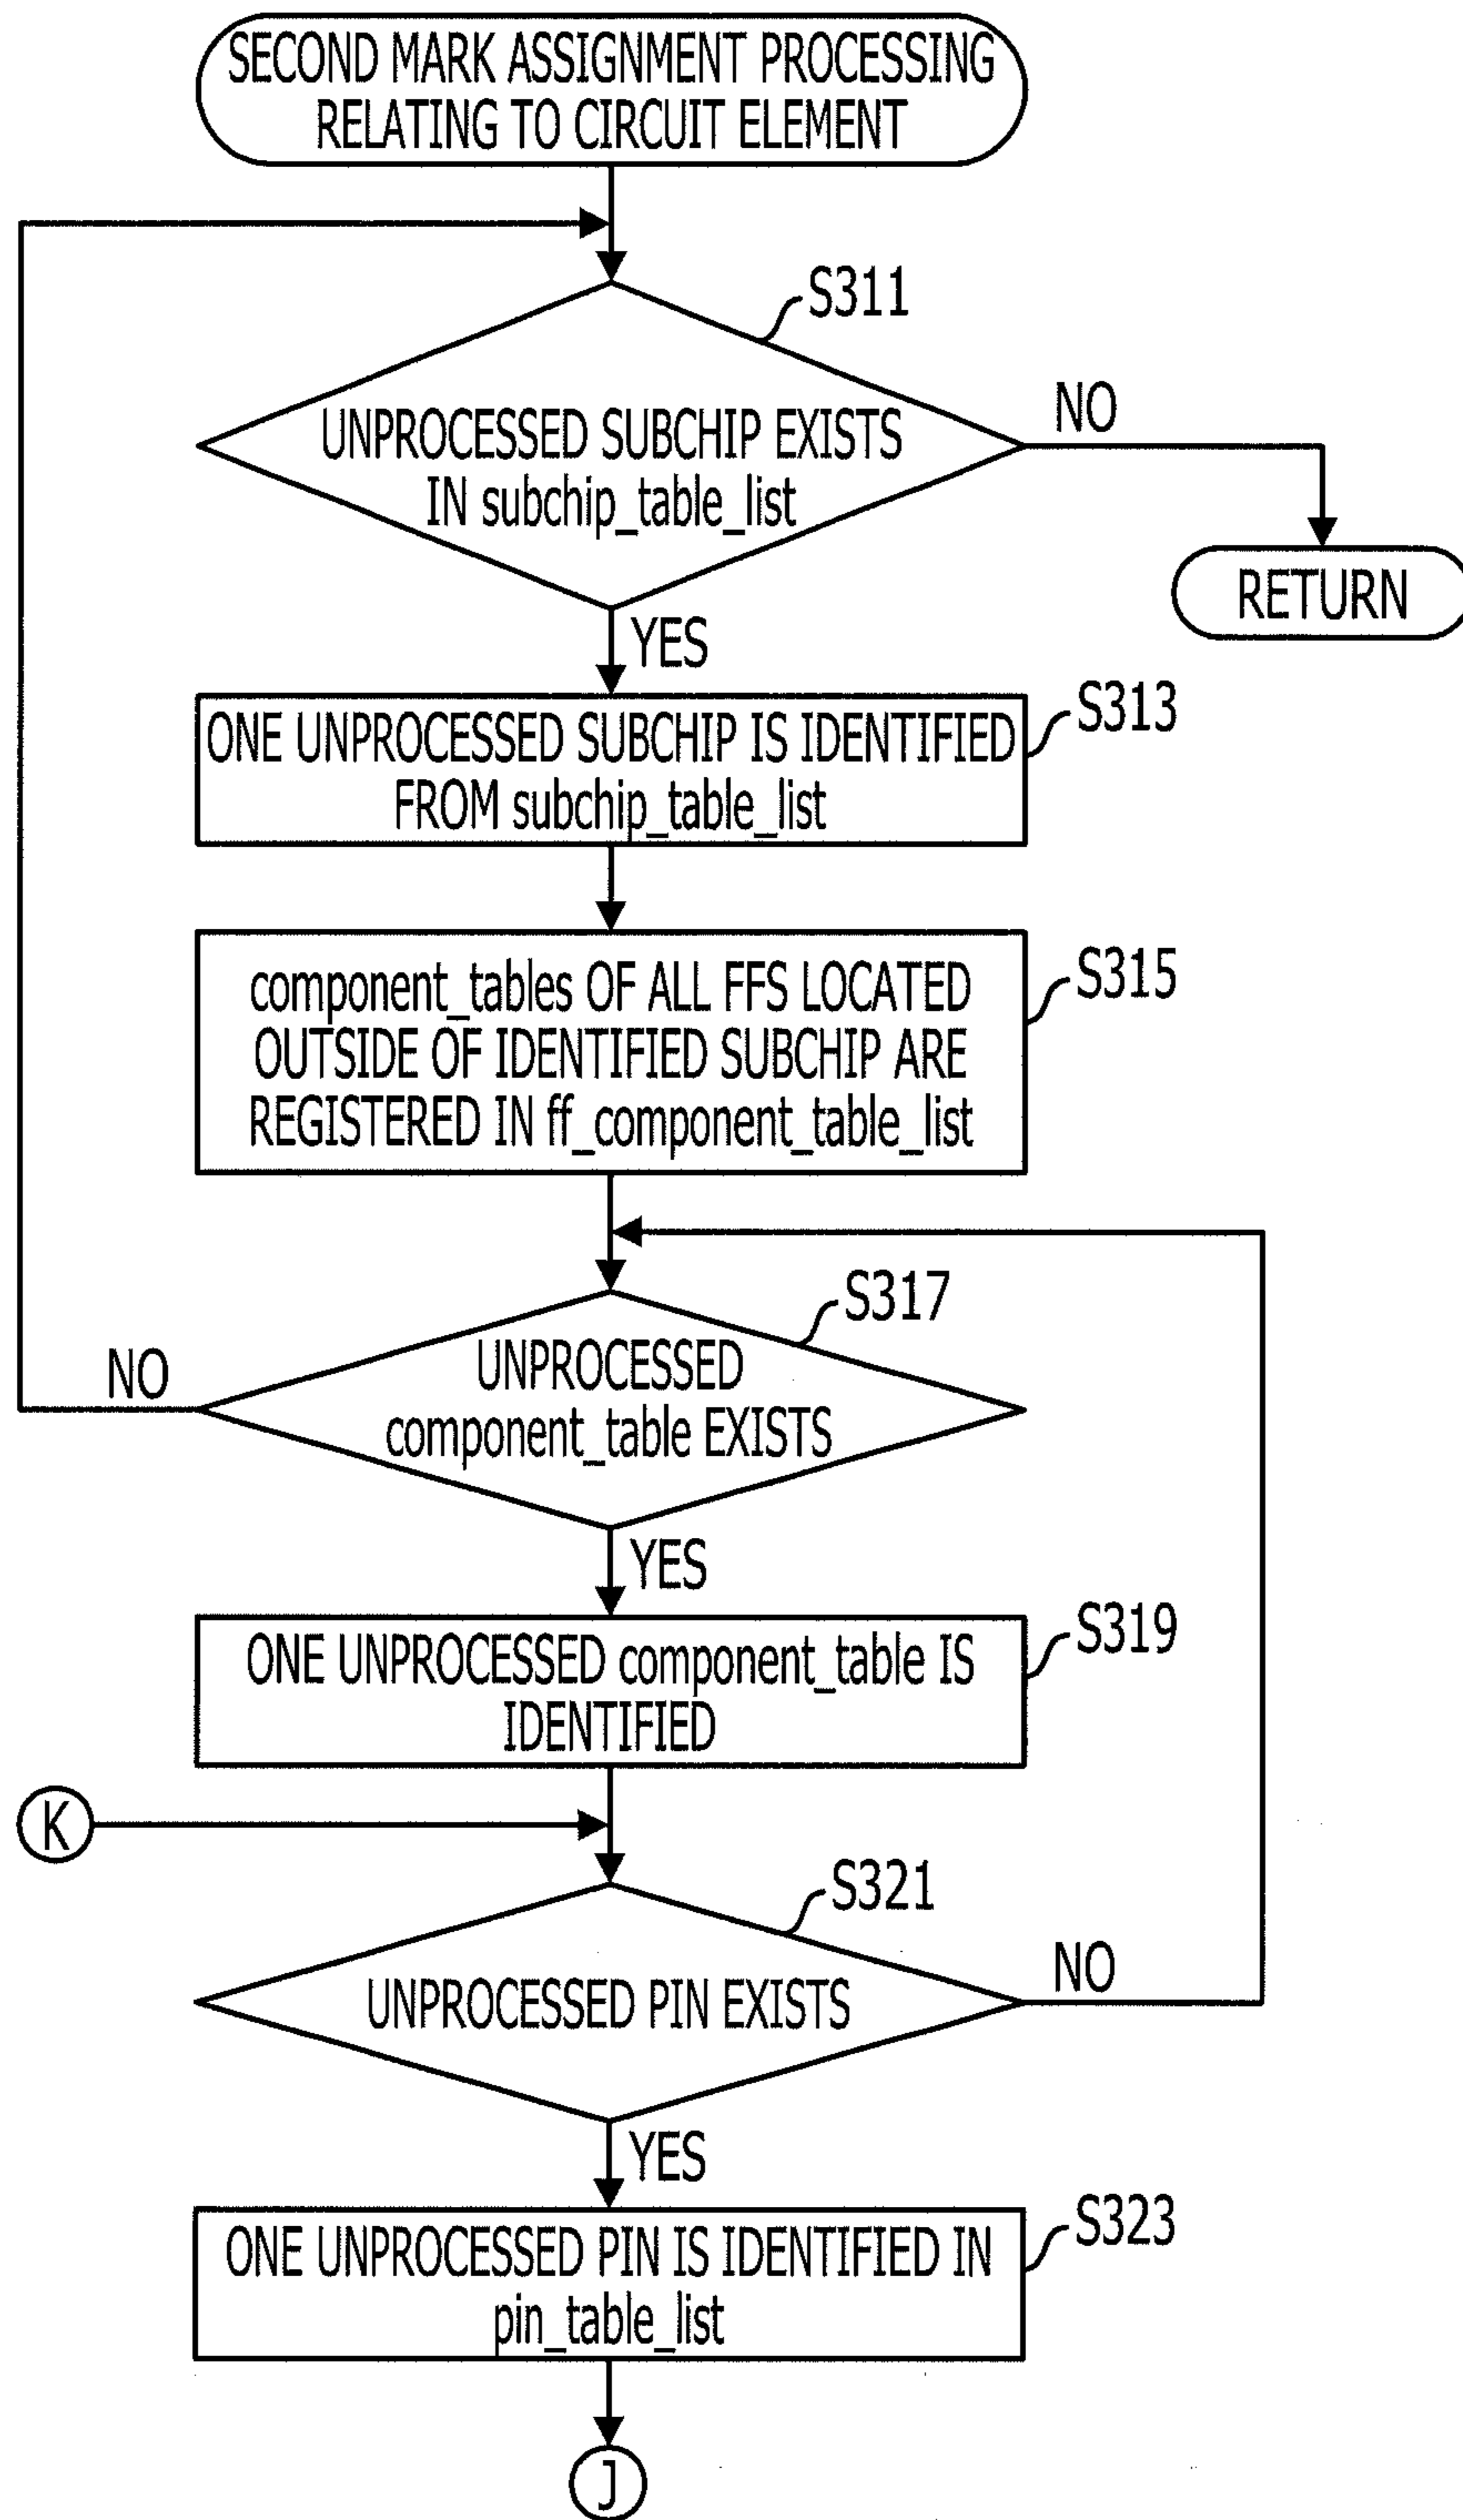 SECOND MARK ASSIGNMENT PROCESSING
RELATING TO CIRCUIT ELEMENT
S311
UNPROCESSED SUBCHIP EXISTS
IN subchip_table_list
NO
RETURN
YES
S313
ONE UNPROCESSED SUBCHIP IS IDENTIFIED
FROM subchip_table_list
S315
component_tables OF ALL FFS LOCATED
OUTSIDE OF IDENTIFIED SUBCHIP ARE
REGISTERED IN ff_component_table_list
S317
NO
UNPROCESSED
component_table EXISTS
YES
S319
ONE UNPROCESSED component_table IS
IDENTIFIED
K
S321
UNPROCESSED PIN EXISTS
NO
YES
S323
ONE UNPROCESSED PIN IS IDENTIFIED IN
pin_table_list
J